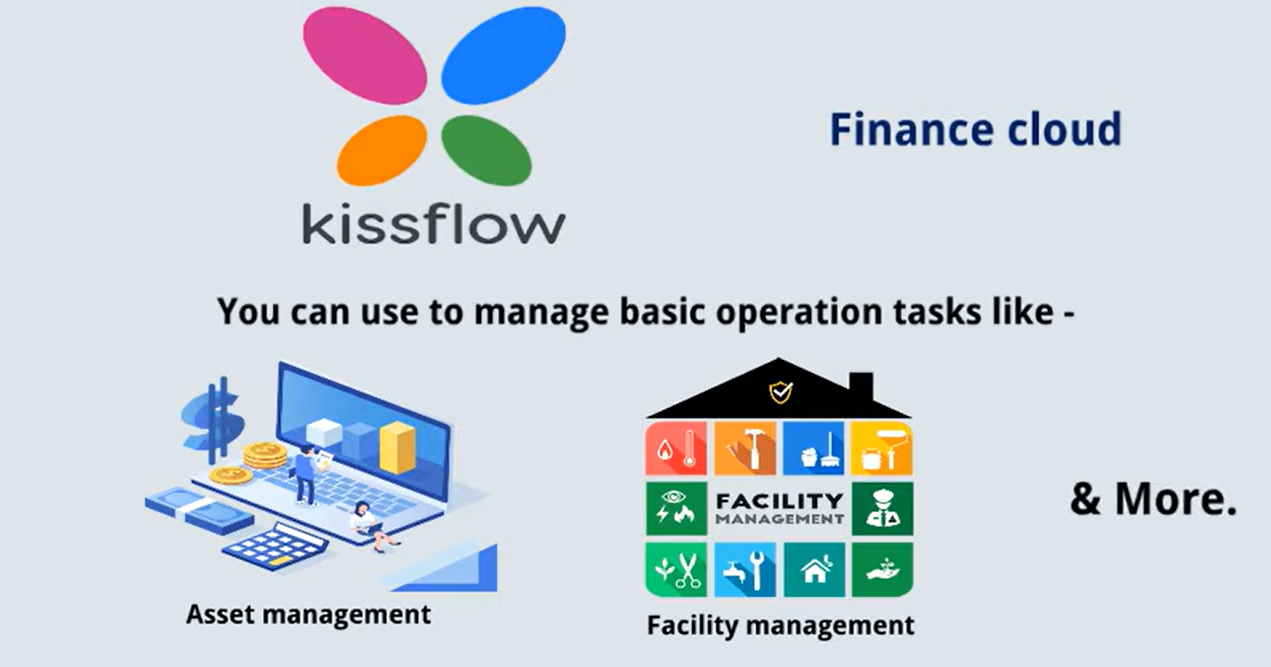 kissflow
Finance cloud
You can use to manage basic operation tasks like -
FACILITY
MANAGEMENT
& More.
Asset management
Facility management